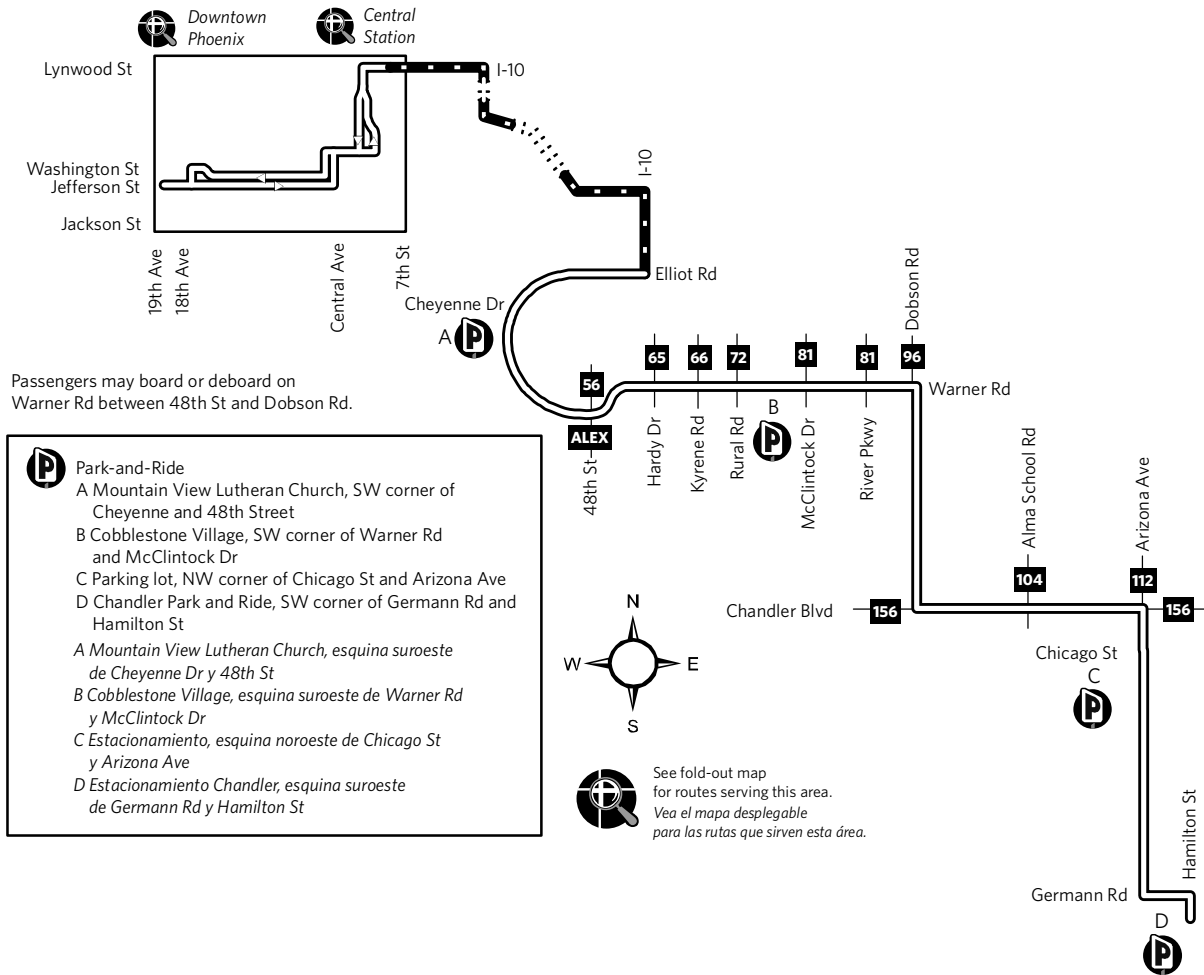 Downtown
Phoenix
Central
Station
Lynwood St
I-10
Washington St
Jefferson St
Jackson St
19th Ave
18th Ave
Central Ave
7th St
I-10
Elliot Rd
Cheyenne Dr
A
Dobson Rd
56
65
66
72
81
81
96
Warner Rd
ALEX
48th St
Hardy Dr
Kyrene Rd
Rural Rd
B
McClintock Dr
River Pkwy
Passengers may board or deboard on
Warner Rd between 48th St and Dobson Rd.
Park-and-Ride
A Mountain View Lutheran Church, SW corner of
Cheyenne and 48th Street
B Cobblestone Village, SW corner of Warner Rd
and McClintock Dr
C Parking lot, NW corner of Chicago St and Arizona Ave
D Chandler Park and Ride, SW corner of Germann Rd and
Hamilton St
A Mountain View Lutheran Church, esquina suroeste
de Cheyenne Dr y 48th St
B Cobblestone Village, esquina suroeste de Warner Rd
y McClintock Dr
C Estacionamiento, esquina noroeste de Chicago St
y Arizona Ave
D Estacionamiento Chandler, esquina suroeste
de Germann Rd y Hamilton St
Alma School Rd
Arizona Ave
104
112
Chandler Blvd
156
156
Chicago St
C
N
W
E
S
See fold-out map
for routes serving this area.
Vea el mapa desplegable
para las rutas que sirven esta área.
Hamilton St
Germann Rd
D